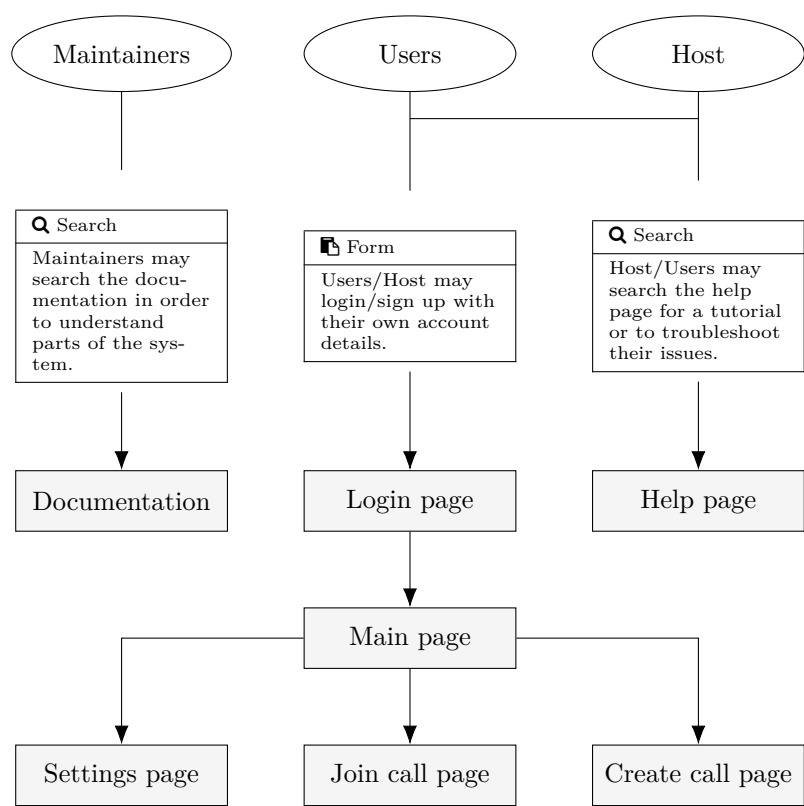 Maintainers
Users
Host
Search
Maintainers may
search the docu-
mentation in order
to understand
parts of the sys-
tem.
Form
Users/Host may
login/sign up with
their own account
details.
Search
Host/Users may
search the help
page for a tutorial
or to troubleshoot
their issues.
Documentation
Login page
Help page
Main page
Settings page
Join call page
Create call page